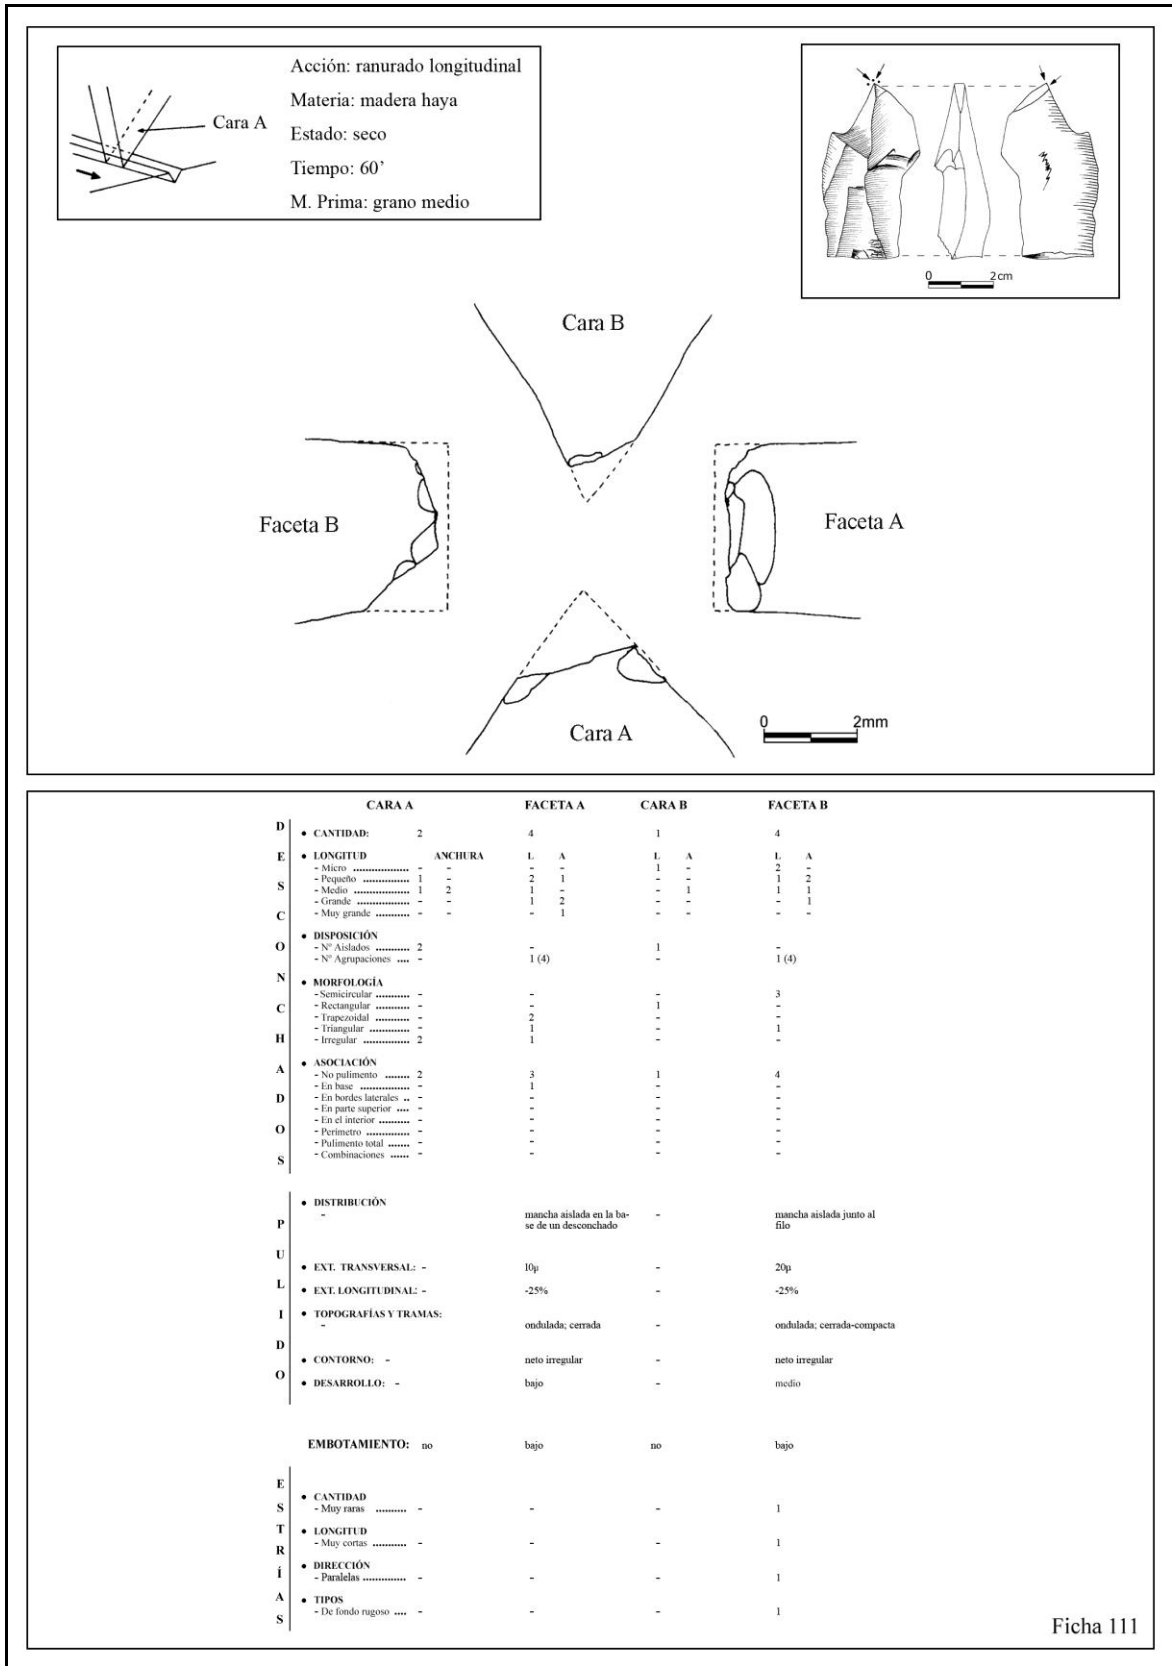 Acción: ranurado longitudinal
Materia: madera haya
Estado: seco
Tiempo: 60’
M. Prima: grano medio
Cara A
0 2cm
Cara B
Faceta B
Faceta A
Cara A
0 2mm
CARA A FACETA A CARA B FACETA B
DESCONCHADOS
• CANTIDAD: 2 4 1 4
• LONGITUD ANCHURA L A L A L A
- Micro .................. - - - - 1 - 2 -
- Pequeño ............... 1 - 2 1 - - 1 2
- Medio .................. 1 2 1 - - 1 1 1
- Grande ................. - - 1 2 - - - 1
- Muy grande ........... - - - 1 - - - -
• DISPOSICIÓN
- Nº Aislados ........... 2 - 1 -
- Nº Agrupaciones .... - 1 (4) - 1 (4)
• MORFOLOGÍA
- Semicircular ........... - - - 3
- Rectangular ........... - - 1 -
- Trapezoidal ........... - 2 - -
- Triangular ............. - 1 - 1
- Irregular ............... 2 1 - -
• ASOCIACIÓN
- No pulimento ........ 2 3 1 4
- En base ................ - 1 - -
- En bordes laterales .. - - - -
- En parte superior .... - - - -
- En el interior .......... - - - -
- Perímetro .............. - - - -
- Pulimento total ....... - - - -
- Combinaciones ...... - - - -
PULIDO
• DISTRIBUCIÓN
- mancha aislada en la ba- - mancha aislada junto al
se de un desconchado filo
• EXT. TRANSVERSAL: - 10µ - 20µ
• EXT. LONGITUDINAL: - -25% - -25%
• TOPOGRAFÍAS Y TRAMAS:
- ondulada; cerrada - ondulada; cerrada-compacta
• CONTORNO: - neto irregular - neto irregular
• DESARROLLO: - bajo - medio
EMBOTAMIENTO: no bajo no bajo
ESTRÍAS
• CANTIDAD
- Muy raras .......... - - - 1
• LONGITUD
- Muy cortas ........... - - - 1
• DIRECCIÓN
- Paralelas .............. - - - 1
• TIPOS
- De fondo rugoso .... - - - 1
Ficha 111